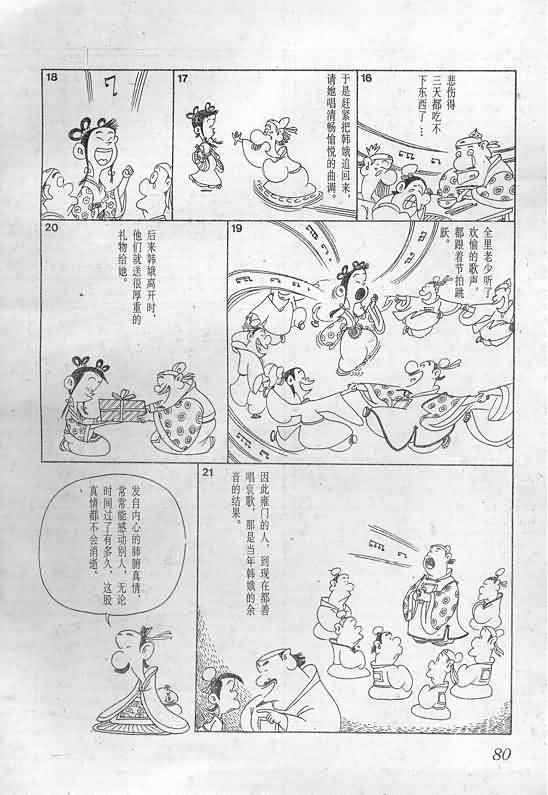 16
悲伤得
三天都吃不
下东西了…
17
于是赶紧把韩娥追回来，
请她唱清畅愉悦的曲调。
18
19
全里老少听了
欢愉的歌声，
都跟着节拍跳
跃。
20
后来韩娥离开时，
他们就送很厚重的
礼物给她。
21
因此雍门的人，到现在都善
唱哀歌，那是当年韩娥的余
音的结果。
发自内心的肺腑真情，
常常能感动别人，无论
时间过了有多久，这股
真情都不会消逝。
80